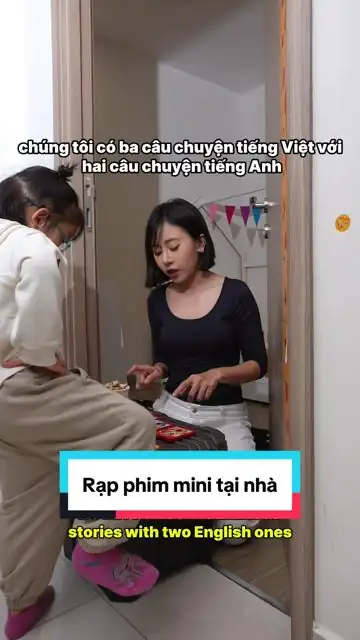 chúng tôi có ba câu chuyện tiếng Việt với
hai câu chuyện tiếng Anh
Rạp phim mini tại nhà
stories with two English ones